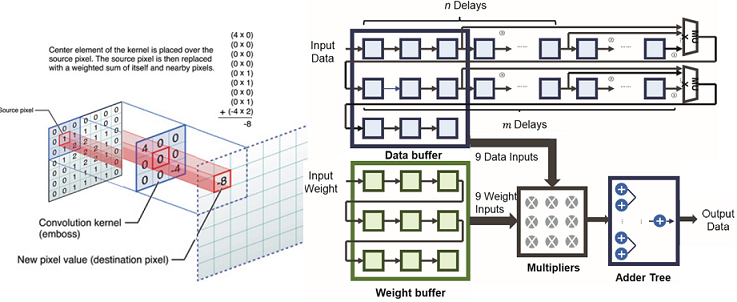 Center element of the kernel is placed over the
source pixel. The source pixel is then replaced
with a weighted sum of itself and nearby pixels.
(4 x 0)
(0 x 0)
(0 x 0)
(0 x 0)
(0 x 1)
(0 x 1)
(0 x 0)
(0 x 1)
+ (-4 x 2)
-8
Source pixel
4 0 0
0 0 0
0 0 -4
-8
Convolution kernel
(emboss)
New pixel value (destination pixel)
n Delays
Input
Data
MUX
MUX
m Delays
Data buffer
9 Data Inputs
Input
Weight
9 Weight
Inputs
Weight buffer
Multipliers
Adder Tree
Output
Data